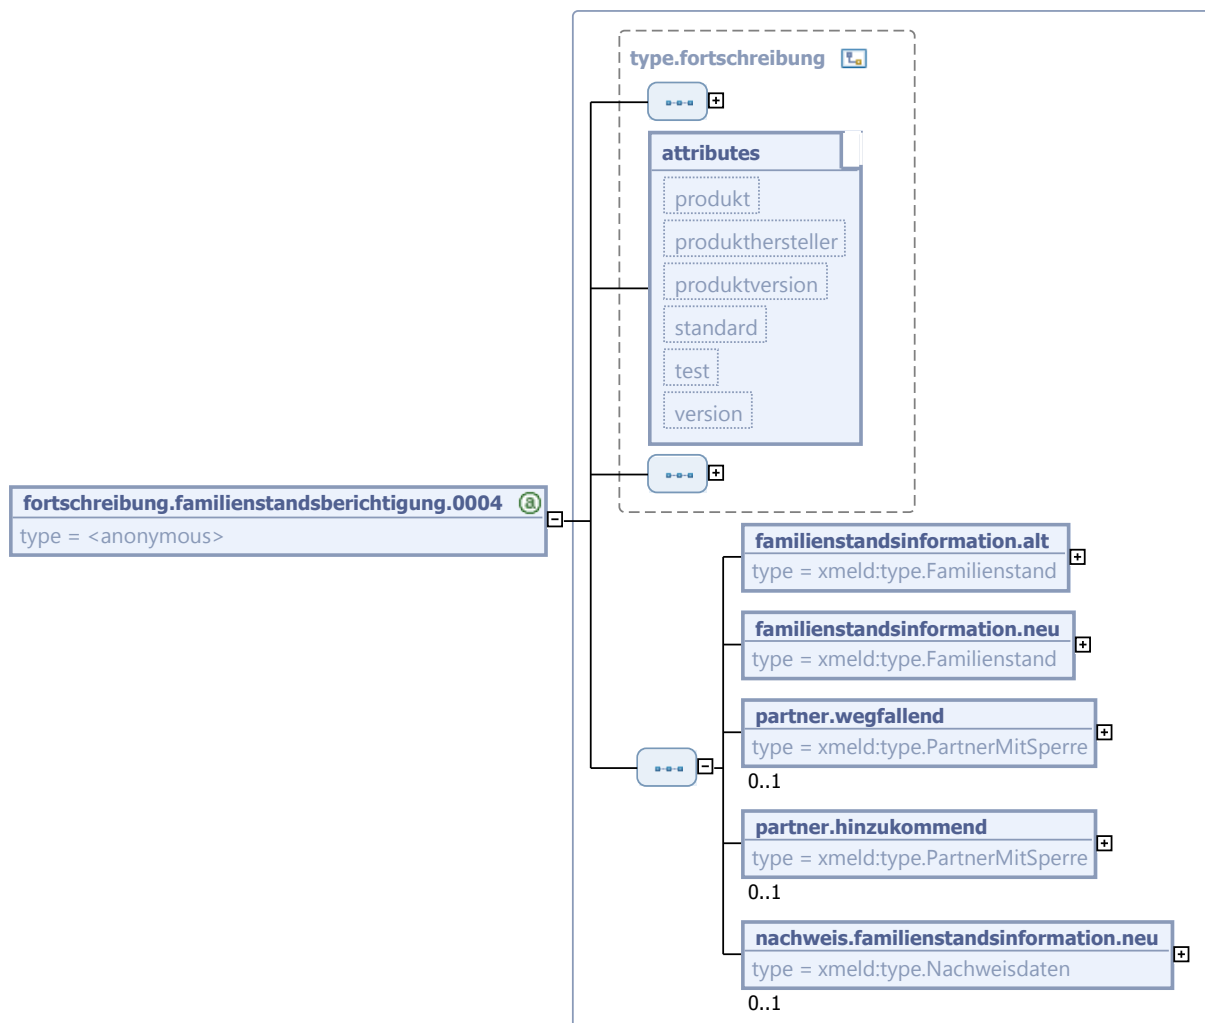 type.fortschreibung
attributes
produkt
produkthersteller
produktversion
standard
test
version
fortschreibung.familienstandsberichtigung.0004 a
type = <anonymous>
familienstandsinformation.alt
type = xmeld:type.Familienstand
familienstandsinformation.neu
type = xmeld:type.Familienstand
partner.wegfallend
type = xmeld:type.PartnerMitSperre
0..1
partner.hinzukommend
type = xmeld:type.PartnerMitSperre
0..1
nachweis.familienstandsinformation.neu
type = xmeld:type.Nachweisdaten
0..1